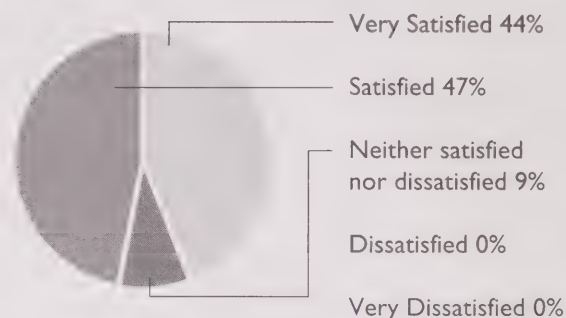 Very Satisfied 44%
Satisfied 47%
Neither satisfied
nor dissatisfied 9%
Dissatisfied 0%
Very Dissatisfied 0%